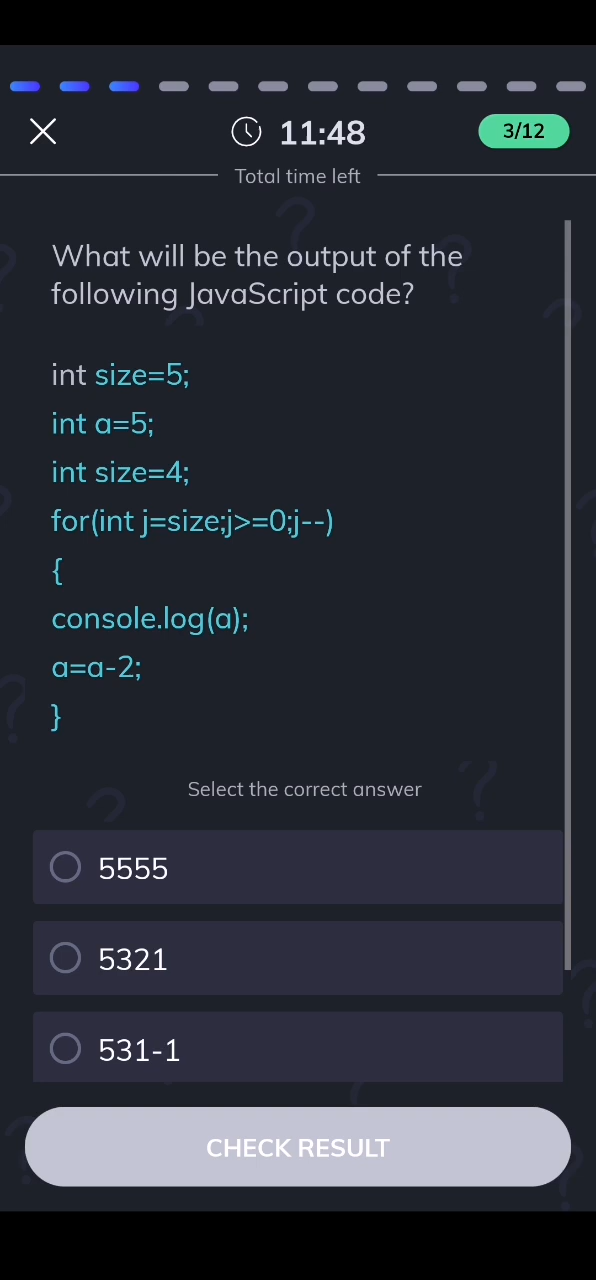 11:48
3/12
Total time left
What will be the output of the
following JavaScript code?
int size=5;
int a=5;
int size=4;
for(int j=size;j>=0;j--)
{
console.log(a);
a=a-2;
}
Select the correct answer
5555
5321
531-1
CHECK RESULT